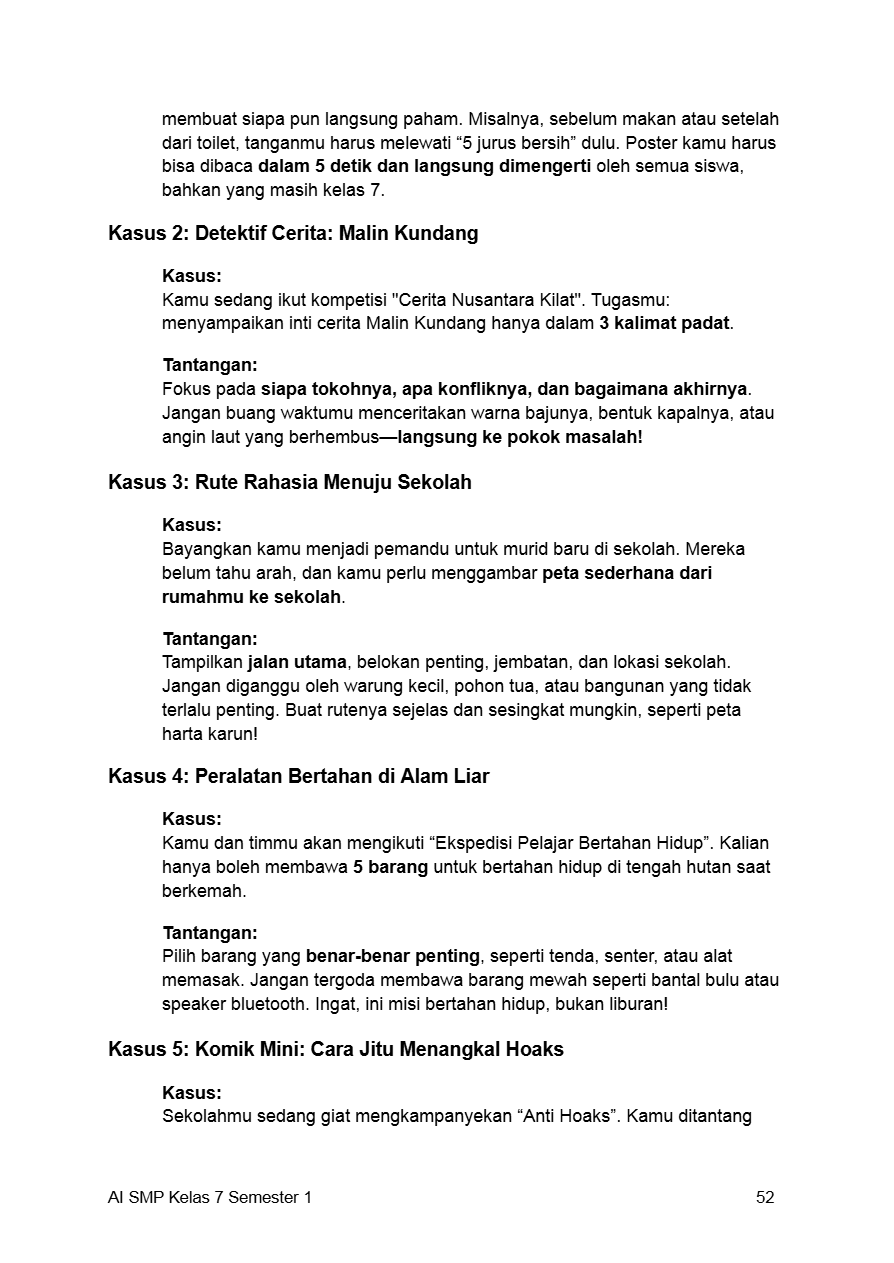 membuat siapa pun langsung paham. Misalnya, sebelum makan atau setelah
dari toilet, tanganmu harus melewati “5 jurus bersih” dulu. Poster kamu harus
bisa dibaca dalam 5 detik dan langsung dimengerti oleh semua siswa,
bahkan yang masih kelas 7.
Kasus 2: Detektif Cerita: Malin Kundang
Kasus:
Kamu sedang ikut kompetisi "Cerita Nusantara Kilat". Tugasmu:
menyampaikan inti cerita Malin Kundang hanya dalam 3 kalimat padat.
Tantangan:
Fokus pada siapa tokohnya, apa konfliknya, dan bagaimana akhirnya.
Jangan buang waktumu menceritakan warna bajunya, bentuk kapalnya, atau
angin laut yang berhembus—langsung ke pokok masalah!
Kasus 3: Rute Rahasia Menuju Sekolah
Kasus:
Bayangkan kamu menjadi pemandu untuk murid baru di sekolah. Mereka
belum tahu arah, dan kamu perlu menggambar peta sederhana dari
rumahmu ke sekolah.
Tantangan:
Tampilkan jalan utama, belokan penting, jembatan, dan lokasi sekolah.
Jangan diganggu oleh warung kecil, pohon tua, atau bangunan yang tidak
terlalu penting. Buat rutenya sejelas dan sesingkat mungkin, seperti peta
harta karun!
Kasus 4: Peralatan Bertahan di Alam Liar
Kasus:
Kamu dan timmu akan mengikuti “Ekspedisi Pelajar Bertahan Hidup”. Kalian
hanya boleh membawa 5 barang untuk bertahan hidup di tengah hutan saat
berkemah.
Tantangan:
Pilih barang yang benar-benar penting, seperti tenda, senter, atau alat
memasak. Jangan tergoda membawa barang mewah seperti bantal bulu atau
speaker bluetooth. Ingat, ini misi bertahan hidup, bukan liburan!
Kasus 5: Komik Mini: Cara Jitu Menangkal Hoaks
Kasus:
Sekolahmu sedang giat mengkampanyekan “Anti Hoaks”. Kamu ditantang
AI SMP Kelas 7 Semester 1 52